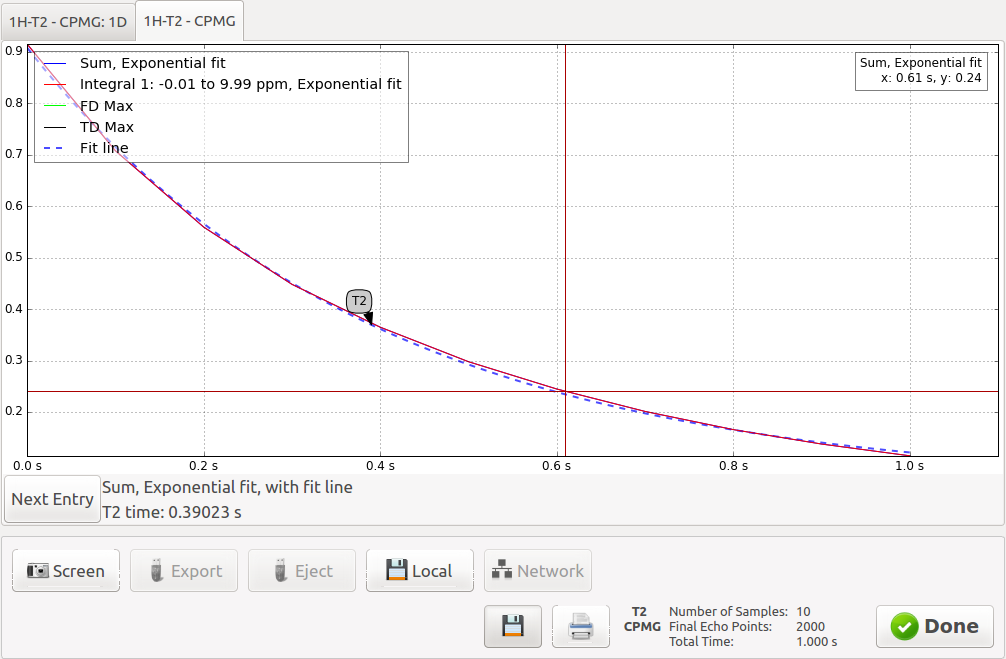 1H-T2 - CPMG: 1D
1H-T2 - CPMG
0.9
0.8
0.7
0.6
0.5
0.4
0.3
0.2
Sum, Exponential fit
Integral 1: -0.01 to 9.99 ppm, Exponential fit
FD Max
TD Max
Fit line
Sum, Exponential fit
x: 0.61 s, y: 0.24
T2
0.0 s
0.2 s
0.4 s
0.6 s
0.8 s
1.0 s
Next Entry
Sum, Exponential fit, with fit line
T2 time: 0.39023 s
Screen
Export
Eject
Local
Network
T2
CPMG
Number of Samples: 10
Final Echo Points: 2000
Total Time: 1.000 s
Done